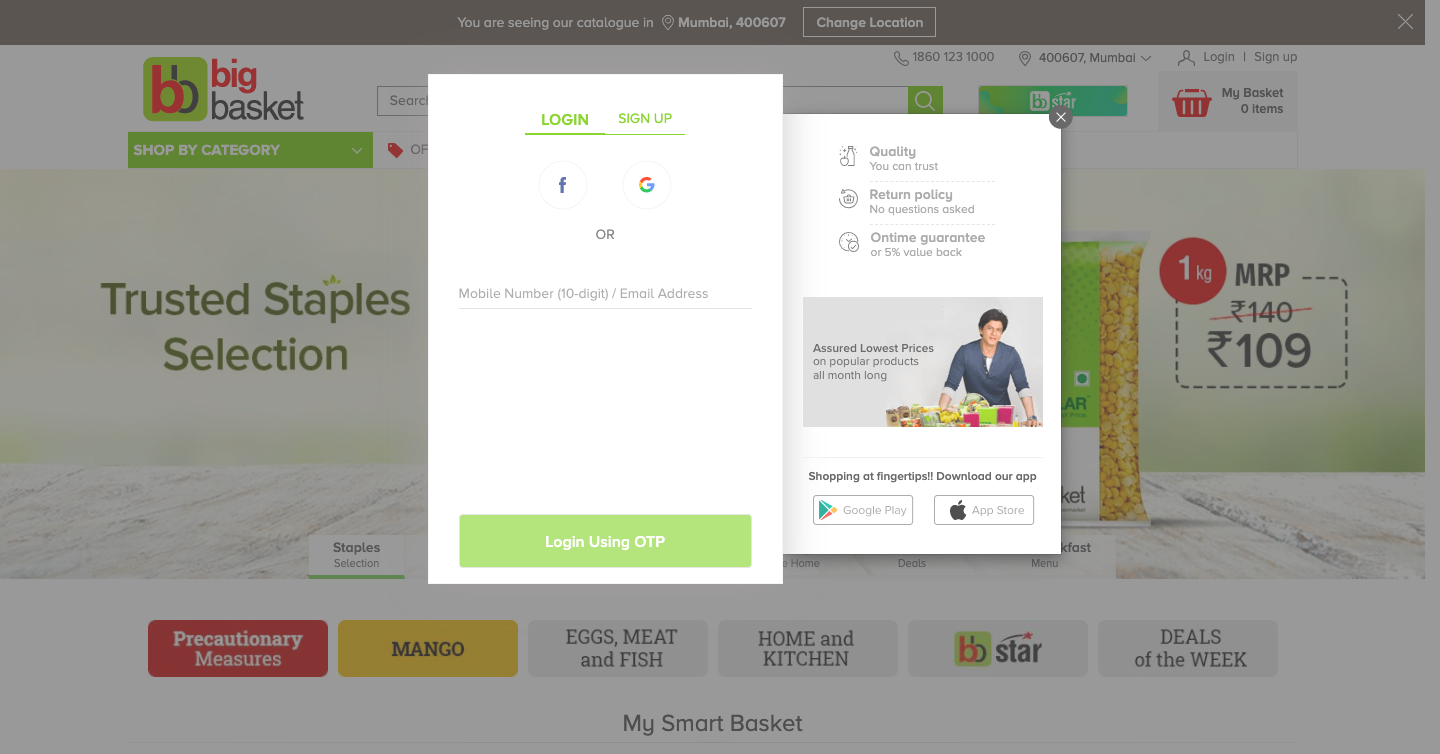 You are seeing our catalogue in Mumbai, 400607 Change Location
1860 123 1000 400607, Mumbai Login | Sign up
big
basket
bb
Searc
bb star
My Basket
0 items
SHOP BY CATEGORY
OF
LOGIN SIGN UP
f G
OR
Mobile Number (10-digit) / Email Address
Login Using OTP
Quality
You can trust
Return policy
No questions asked
Ontime guarantee
or 5% value back
Assured Lowest Prices
on popular products
all month long
Shopping at fingertips!! Download our app
Google Play App Store
Trusted Staples
Selection
1 kg
MRP
₹140
₹109
LAR
ket
Staples
Selection
e Home
Deals
kfast
Menu
Precautionary
Measures
MANGO
EGGS, MEAT
and FISH
HOME and
KITCHEN
bb star
DEALS
of the WEEK
My Smart Basket